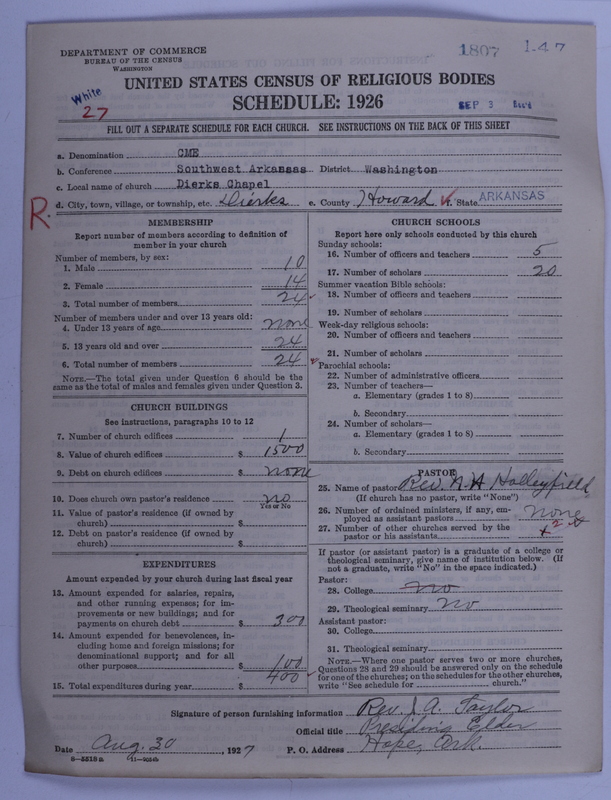 DEPARTMENT OF COMMERCE
BUREAU OF THE CENSUS
WASHINGTON
1807 147
White
27
UNITED STATES CENSUS OF RELIGIOUS BODIES
SCHEDULE: 1926
SEP 3 Rec'd
FILL OUT A SEPARATE SCHEDULE FOR EACH CHURCH. SEE INSTRUCTIONS ON THE BACK OF THIS SHEET
a. Denomination CME
b. Conference Southwest Arkansas District Washington
c. Local name of church Dierks Chapel
d. City, town, village, or township, etc. Dierks e. County Howard f. State ARKANSAS
R.
MEMBERSHIP
Report number of members according to definition of
member in your church
Number of members, by sex:
1. Male 10
2. Female 14
3. Total number of members 24
Number of members under and over 13 years old:
4. Under 13 years of age none
5. 13 years old and over 24
6. Total number of members 24
NOTE.—The total given under Question 6 should be the
same as the total of males and females given under Question 3.
CHURCH BUILDINGS
See instructions, paragraphs 10 to 12
7. Number of church edifices 1
8. Value of church edifices $ 1500
9. Debt on church edifices $ none
10. Does church own pastor's residence no
Yes or No
11. Value of pastor's residence (if owned by
church) $
12. Debt on pastor's residence (if owned by
church) $
EXPENDITURES
Amount expended by your church during last fiscal year
13. Amount expended for salaries, repairs,
and other running expenses; for im-
provements or new buildings; and for
payments on church debt $ 300
14. Amount expended for benevolences, in-
cluding home and foreign missions; for
denominational support; and for all
other purposes $ 100
15. Total expenditures during year $ 400
CHURCH SCHOOLS
Report here only schools conducted by this church
Sunday schools:
16. Number of officers and teachers 5
17. Number of scholars 20
Summer vacation Bible schools:
18. Number of officers and teachers
19. Number of scholars
Week-day religious schools:
20. Number of officers and teachers
21. Number of scholars
Parochial schools:
22. Number of administrative officers
23. Number of teachers—
a. Elementary (grades 1 to 8)
b. Secondary
24. Number of scholars—
a. Elementary (grades 1 to 8)
b. Secondary
PASTOR
25. Name of pastor Rev. N. H Holleyfield
(If church has no pastor, write "None")
26. Number of ordained ministers, if any, em-
ployed as assistant pastors none
27. Number of other churches served by the
pastor or his assistants 2
If pastor (or assistant pastor) is a graduate of a college or
theological seminary, give name of institution below. (If
not a graduate, write "No" in the space indicated.)
Pastor:
28. College no
29. Theological seminary no
Assistant pastor:
30. College
31. Theological seminary
NOTE.—Where one pastor serves two or more churches,
Questions 28 and 29 should be answered only on the schedule
for one of the churches; on the schedules for the other churches,
write "See schedule for church."
Signature of person furnishing information Rev. J. A. Taylor
Official title Presiding Elder
Date Aug. 30, 1927 P. O. Address Hope, Ark.